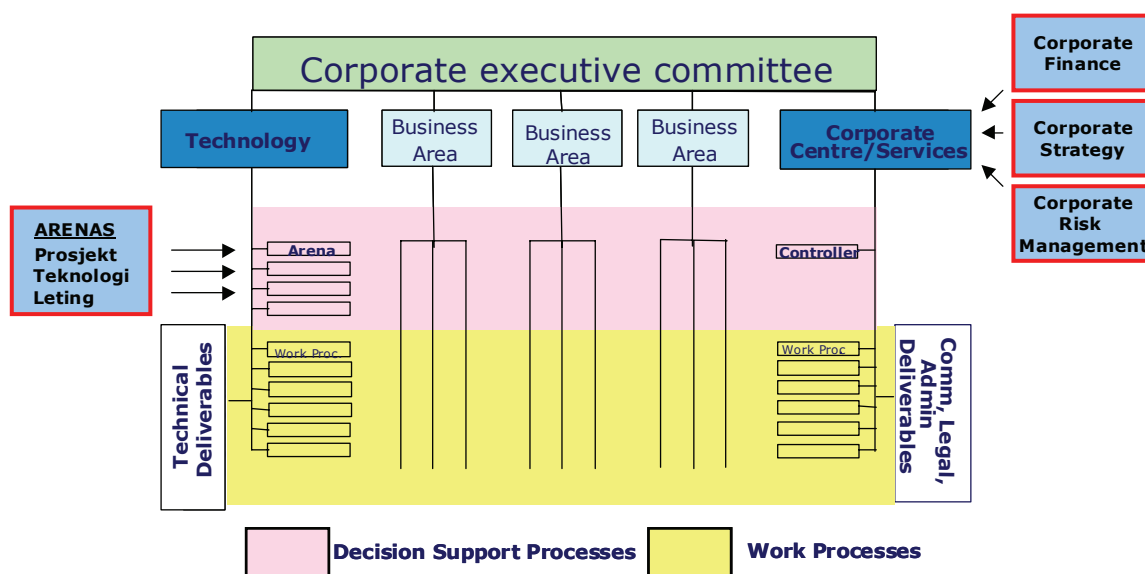 Corporate executive committee
Corporate
Finance
Technology
Business
Area
Business
Area
Business
Area
Corporate
Centre/Services
Corporate
Strategy
Corporate
Risk
Management
ARENAS
Prosjekt
Teknologi
Leting
Arena
Controller
Technical
Deliverables
Work Proc.
Work Proc
Comm, Legal,
Admin
Deliverables
Decision Support Processes
Work Processes